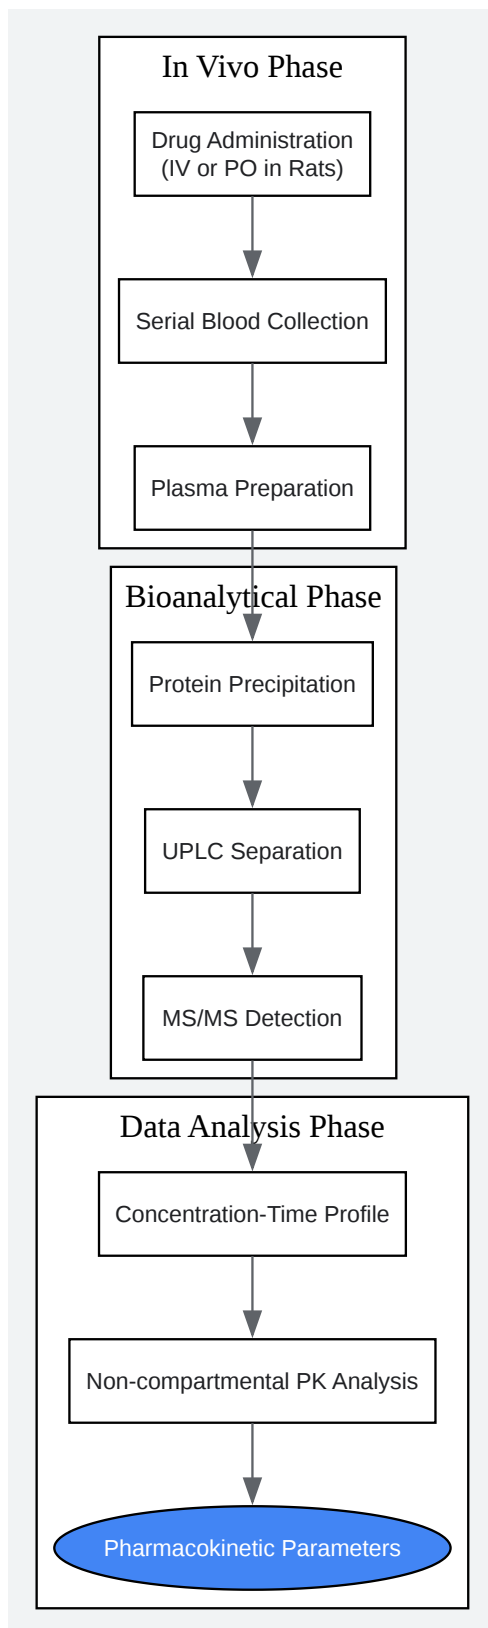 In Vivo Phase
Drug Administration
(IV or PO in Rats)
Serial Blood Collection
Plasma Preparation
Bioanalytical Phase
Protein Precipitation
UPLC Separation
MS/MS Detection
Data Analysis Phase
Concentration-Time Profile
Non-compartmental PK Analysis
Pharmacokinetic Parameters